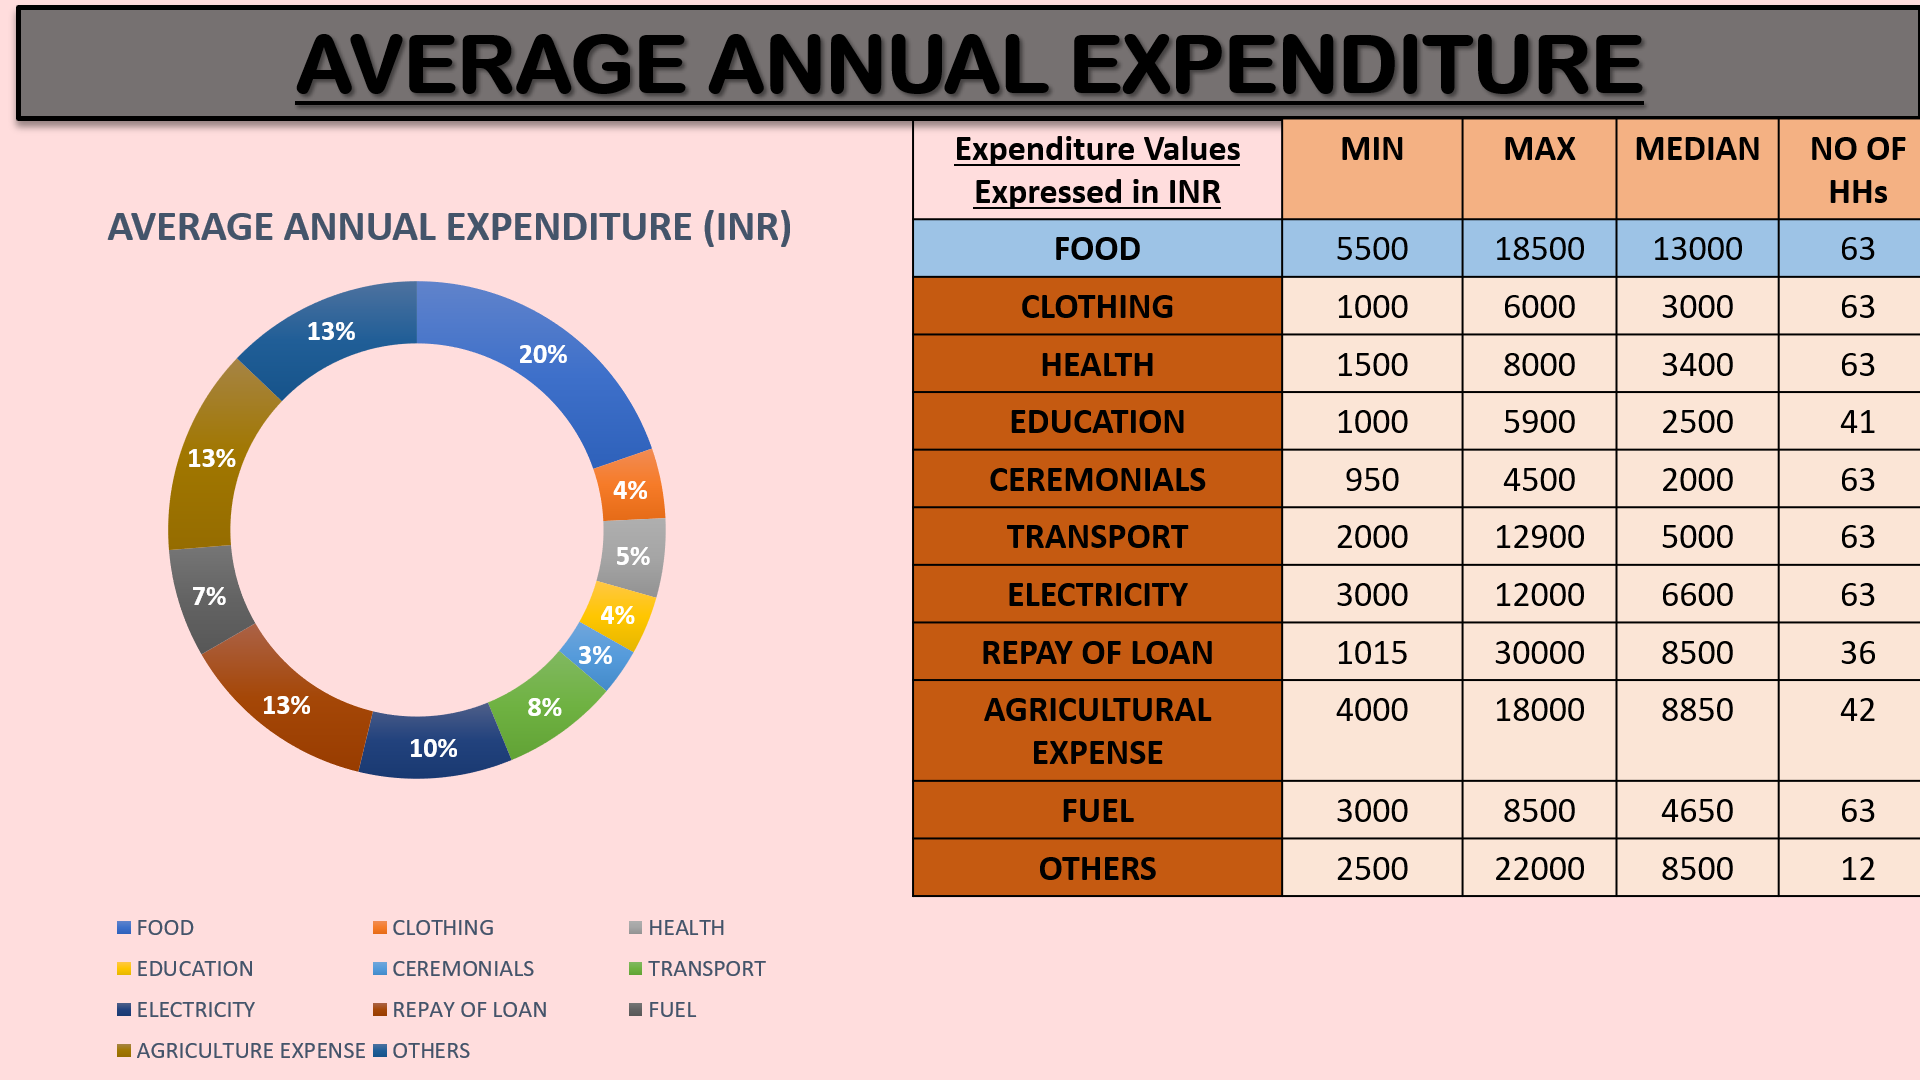 AVERAGE ANNUAL EXPENDITURE
AVERAGE ANNUAL EXPENDITURE (INR)
13%
20%
13%
4%
5%
7%
4%
3%
13%
8%
10%
FOOD CLOTHING HEALTH
EDUCATION CEREMONIALS TRANSPORT
ELECTRICITY REPAY OF LOAN FUEL
AGRICULTURE EXPENSE OTHERS
Expenditure Values MIN MAX MEDIAN NO OF
Expressed in INR HHs
FOOD 5500 18500 13000 63
CLOTHING 1000 6000 3000 63
HEALTH 1500 8000 3400 63
EDUCATION 1000 5900 2500 41
CEREMONIALS 950 4500 2000 63
TRANSPORT 2000 12900 5000 63
ELECTRICITY 3000 12000 6600 63
REPAY OF LOAN 1015 30000 8500 36
AGRICULTURAL 4000 18000 8850 42
EXPENSE
FUEL 3000 8500 4650 63
OTHERS 2500 22000 8500 12